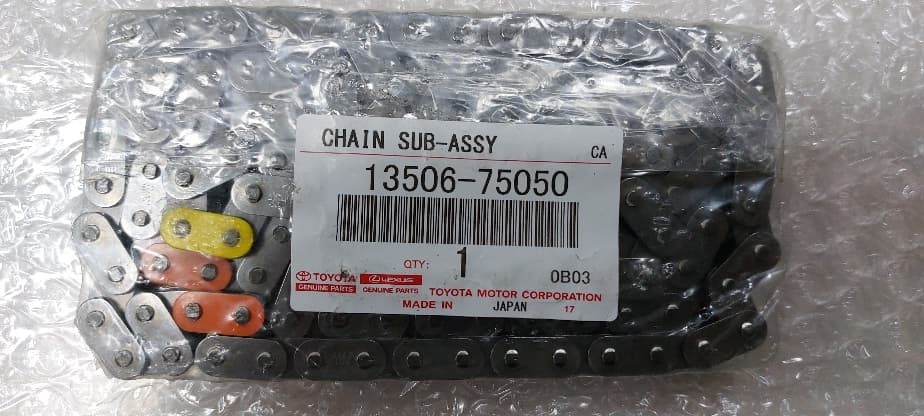 CHAIN SUB-ASSY
CA
13506-75050
QTY: 1
0B03
TOYOTA LEXUS
GENUINE PARTS GENUINE PARTS
TOYOTA MOTOR CORPORATION
MADE IN JAPAN 17